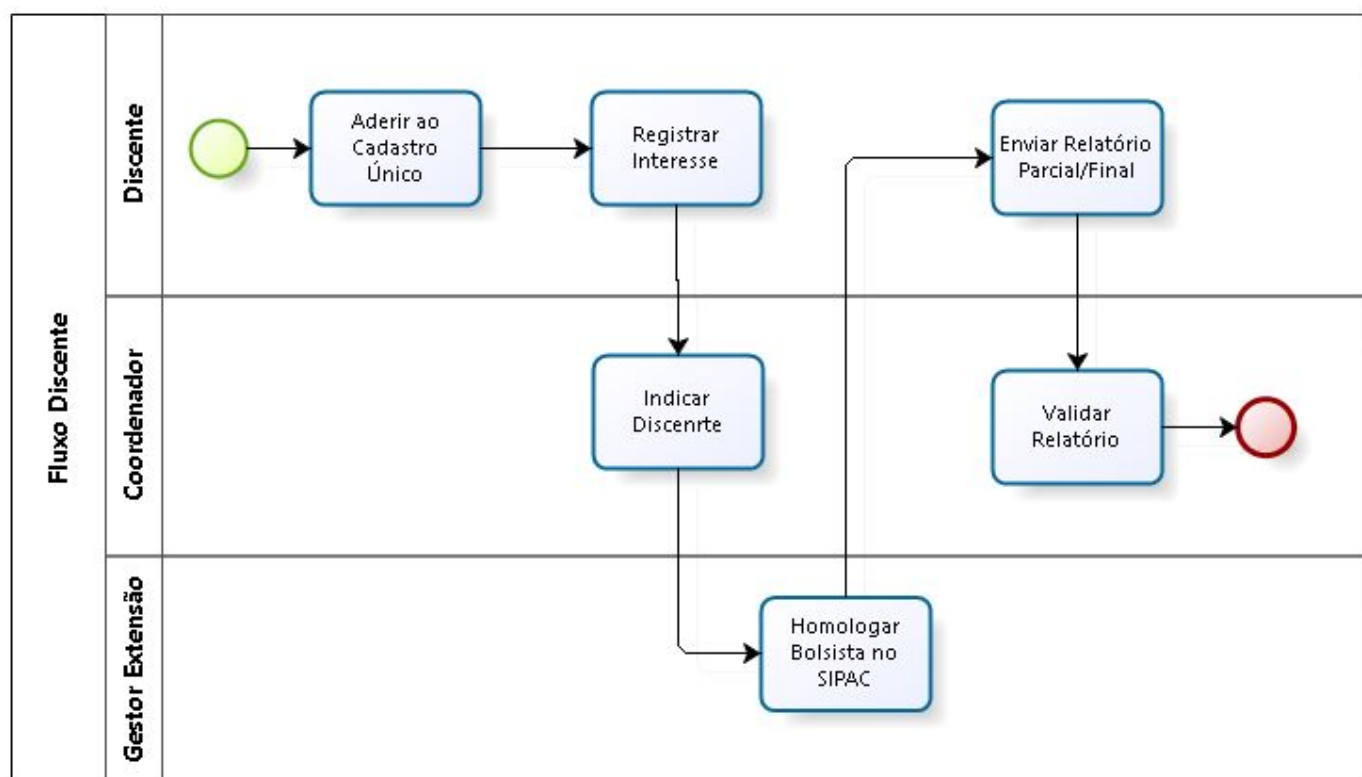 Fluxo Discente
Discente
Aderir ao
Cadastro
Único
Registrar
Interesse
Enviar Relatório
Parcial/Final
Coordenador
Indicar
Discenrte
Validar
Relatório
Gestor Extensão
Homologar
Bolsista no
SIPAC